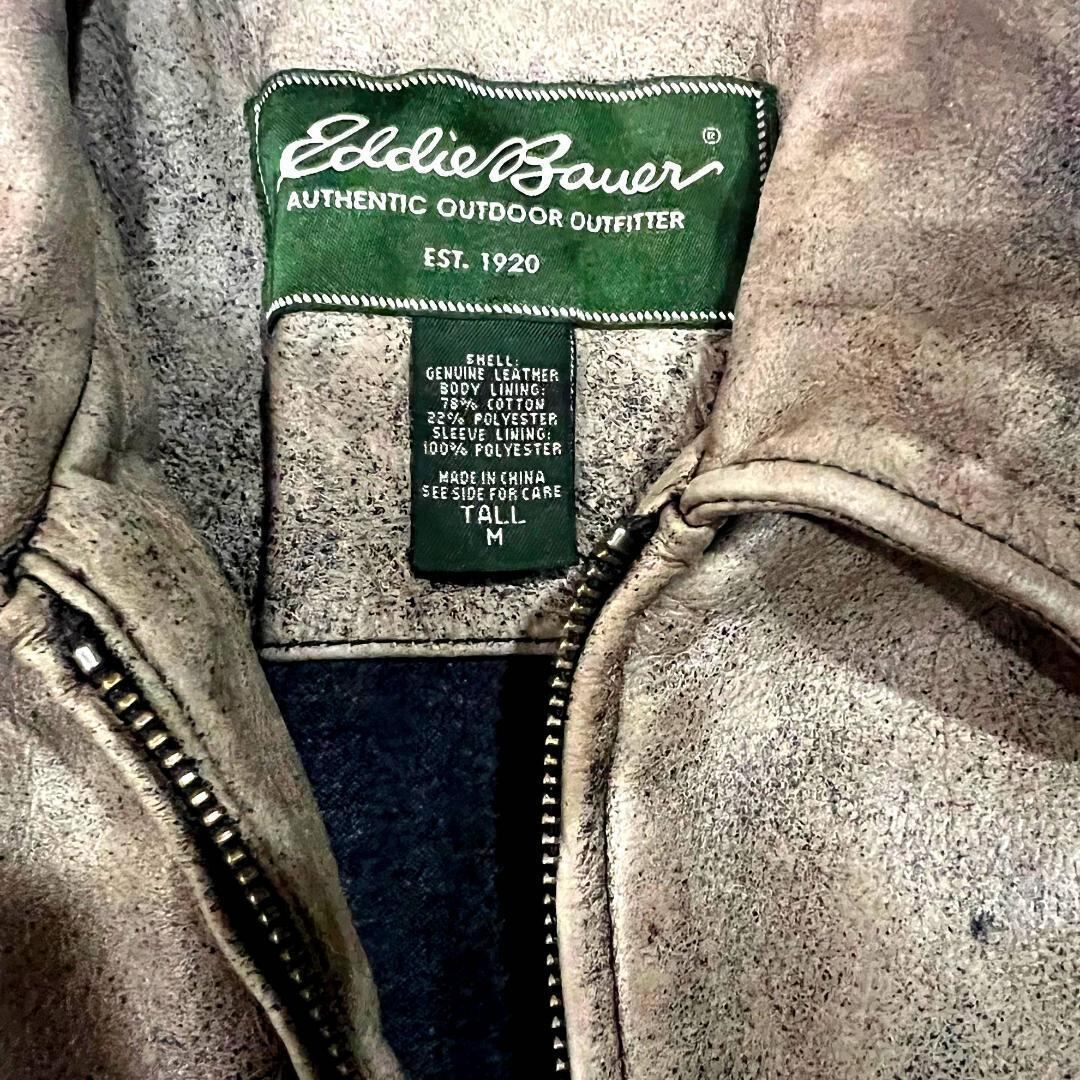 Eddie Bauer ®
AUTHENTIC OUTDOOR OUTFITTER
EST. 1920
SHELL:
GENUINE LEATHER
BODY LINING:
78% COTTON
22% POLYESTER
SLEEVE LINING:
100% POLYESTER
MADE IN CHINA
SEE SIDE FOR CARE
TALL
M